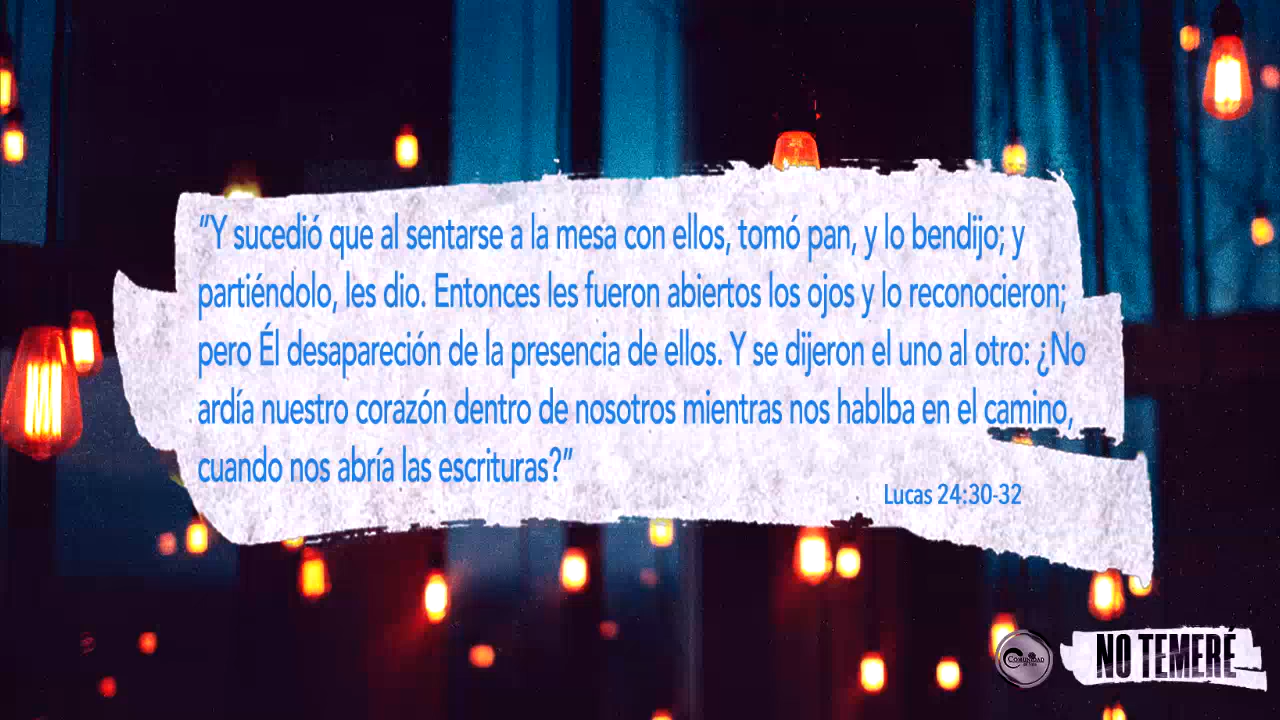 “Y sucedió que al sentarse a la mesa con ellos, tomó pan, y lo bendijo; y
partiéndolo, les dio. Entonces les fueron abiertos los ojos y lo reconocieron;
pero Él desapareción de la presencia de ellos. Y se dijeron el uno al otro: ¿No
ardía nuestro corazón dentro de nosotros mientras nos hablba en el camino,
cuando nos abría las escrituras?”
Lucas 24:30-32
COMUNIDAD
NO TEMERÉ